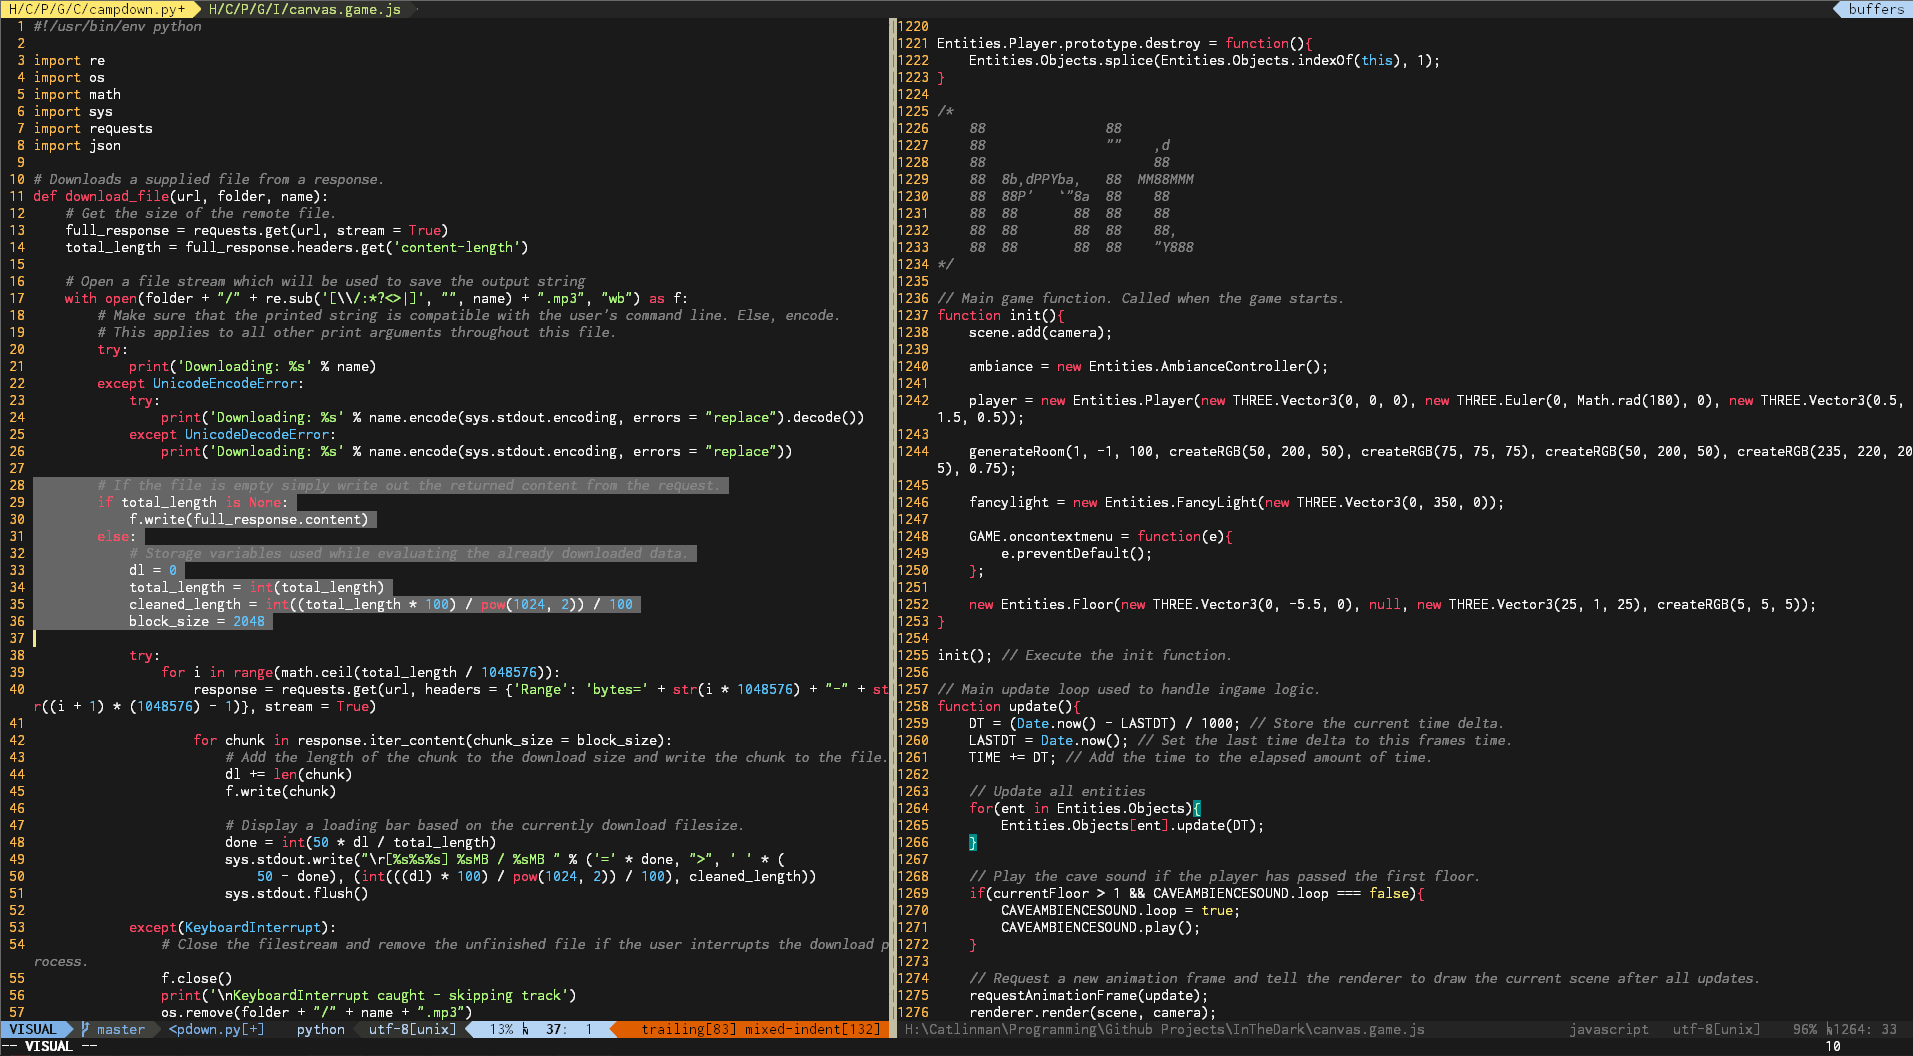 H/C/P/G/C/campdown.py+ H/C/P/G/I/canvas.game.js buffers
1 #!/usr/bin/env python
2
3 import re
4 import os
5 import math
6 import sys
7 import requests
8 import json
9
10 # Downloads a supplied file from a response.
11 def download_file(url, folder, name):
12     # Get the size of the remote file.
13     full_response = requests.get(url, stream = True)
14     total_length = full_response.headers.get('content-length')
15
16     # Open a file stream which will be used to save the output string
17     with open(folder + "/" + re.sub('[\\/:*?<>|]', "", name) + ".mp3", "wb") as f:
18         # Make sure that the printed string is compatible with the user's command line. Else, encode.
19         # This applies to all other print arguments throughout this file.
20         try:
21             print('Downloading: %s' % name)
22         except UnicodeEncodeError:
23             try:
24                 print('Downloading: %s' % name.encode(sys.stdout.encoding, errors = "replace").decode())
25             except UnicodeDecodeError:
26                 print('Downloading: %s' % name.encode(sys.stdout.encoding, errors = "replace"))
27
28         # If the file is empty simply write out the returned content from the request.
29         if total_length is None:
30             f.write(full_response.content)
31         else:
32             # Storage variables used while evaluating the already downloaded data.
33             dl = 0
34             total_length = int(total_length)
35             cleaned_length = int((total_length * 100) / pow(1024, 2)) / 100
36             block_size = 2048
37
38             try:
39                 for i in range(math.ceil(total_length / 1048576)):
40                     response = requests.get(url, headers = {'Range': 'bytes=' + str(i * 1048576) + "-" + st
r((i + 1) * (1048576) - 1)}, stream = True)
41
42                     for chunk in response.iter_content(chunk_size = block_size):
43                         # Add the length of the chunk to the download size and write the chunk to the file.
44                         dl += len(chunk)
45                         f.write(chunk)
46
47                         # Display a loading bar based on the currently download filesize.
48                         done = int(50 * dl / total_length)
49                         sys.stdout.write("\r[%s%s%s] %sMB / %sMB " % ('=' * done, ">", ' ' * (
50                             50 - done), (int(((dl) * 100) / pow(1024, 2)) / 100), cleaned_length))
51                         sys.stdout.flush()
52
53             except(KeyboardInterrupt):
54                 # Close the filestream and remove the unfinished file if the user interrupts the download p
rocess.
55                 f.close()
56                 print('\nKeyboardInterrupt caught - skipping track')
57                 os.remove(folder + "/" + name + ".mp3")
VISUAL master <pdown.py[+] python utf-8[unix] 13% 37: 1 trailing[83] mixed-indent[132]
-- VISUAL --
1220
1221 Entities.Player.prototype.destroy = function(){
1222     Entities.Objects.splice(Entities.Objects.indexOf(this), 1);
1223 }
1224
1225 /*
1226     88               88
1227     88               ""    ,d
1228     88                     88
1229     88  8b,dPPYba,   88  MM88MMM
1230     88  88P'   `"8a  88    88
1231     88  88       88  88    88
1232     88  88       88  88    88,
1233     88  88       88  88    "Y888
1234 */
1235
1236 // Main game function. Called when the game starts.
1237 function init(){
1238     scene.add(camera);
1239
1240     ambiance = new Entities.AmbianceController();
1241
1242     player = new Entities.Player(new THREE.Vector3(0, 0, 0), new THREE.Euler(0, Math.rad(180), 0), new THREE.Vector3(0.5,
1.5, 0.5));
1243
1244     generateRoom(1, -1, 100, createRGB(50, 200, 50), createRGB(75, 75, 75), createRGB(50, 200, 50), createRGB(235, 220, 20
5), 0.75);
1245
1246     fancylight = new Entities.FancyLight(new THREE.Vector3(0, 350, 0));
1247
1248     GAME.oncontextmenu = function(e){
1249         e.preventDefault();
1250     };
1251
1252     new Entities.Floor(new THREE.Vector3(0, -5.5, 0), null, new THREE.Vector3(25, 1, 25), createRGB(5, 5, 5));
1253 }
1254
1255 init(); // Execute the init function.
1256
1257 // Main update loop used to handle ingame logic.
1258 function update(){
1259     DT = (Date.now() - LASTDT) / 1000; // Store the current time delta.
1260     LASTDT = Date.now(); // Set the last time delta to this frames time.
1261     TIME += DT; // Add the time to the elapsed amount of time.
1262
1263     // Update all entities
1264     for(ent in Entities.Objects){
1265         Entities.Objects[ent].update(DT);
1266     }
1267
1268     // Play the cave sound if the player has passed the first floor.
1269     if(currentFloor > 1 && CAVEAMBIENCESOUND.loop === false){
1270         CAVEAMBIENCESOUND.loop = true;
1271         CAVEAMBIENCESOUND.play();
1272     }
1273
1274     // Request a new animation frame and tell the renderer to draw the current scene after all updates.
1275     requestAnimationFrame(update);
1276     renderer.render(scene, camera);
H:\Catlinman\Programming\Github Projects\InTheDark\canvas.game.js javascript utf-8[unix] 96% 1264: 33
10